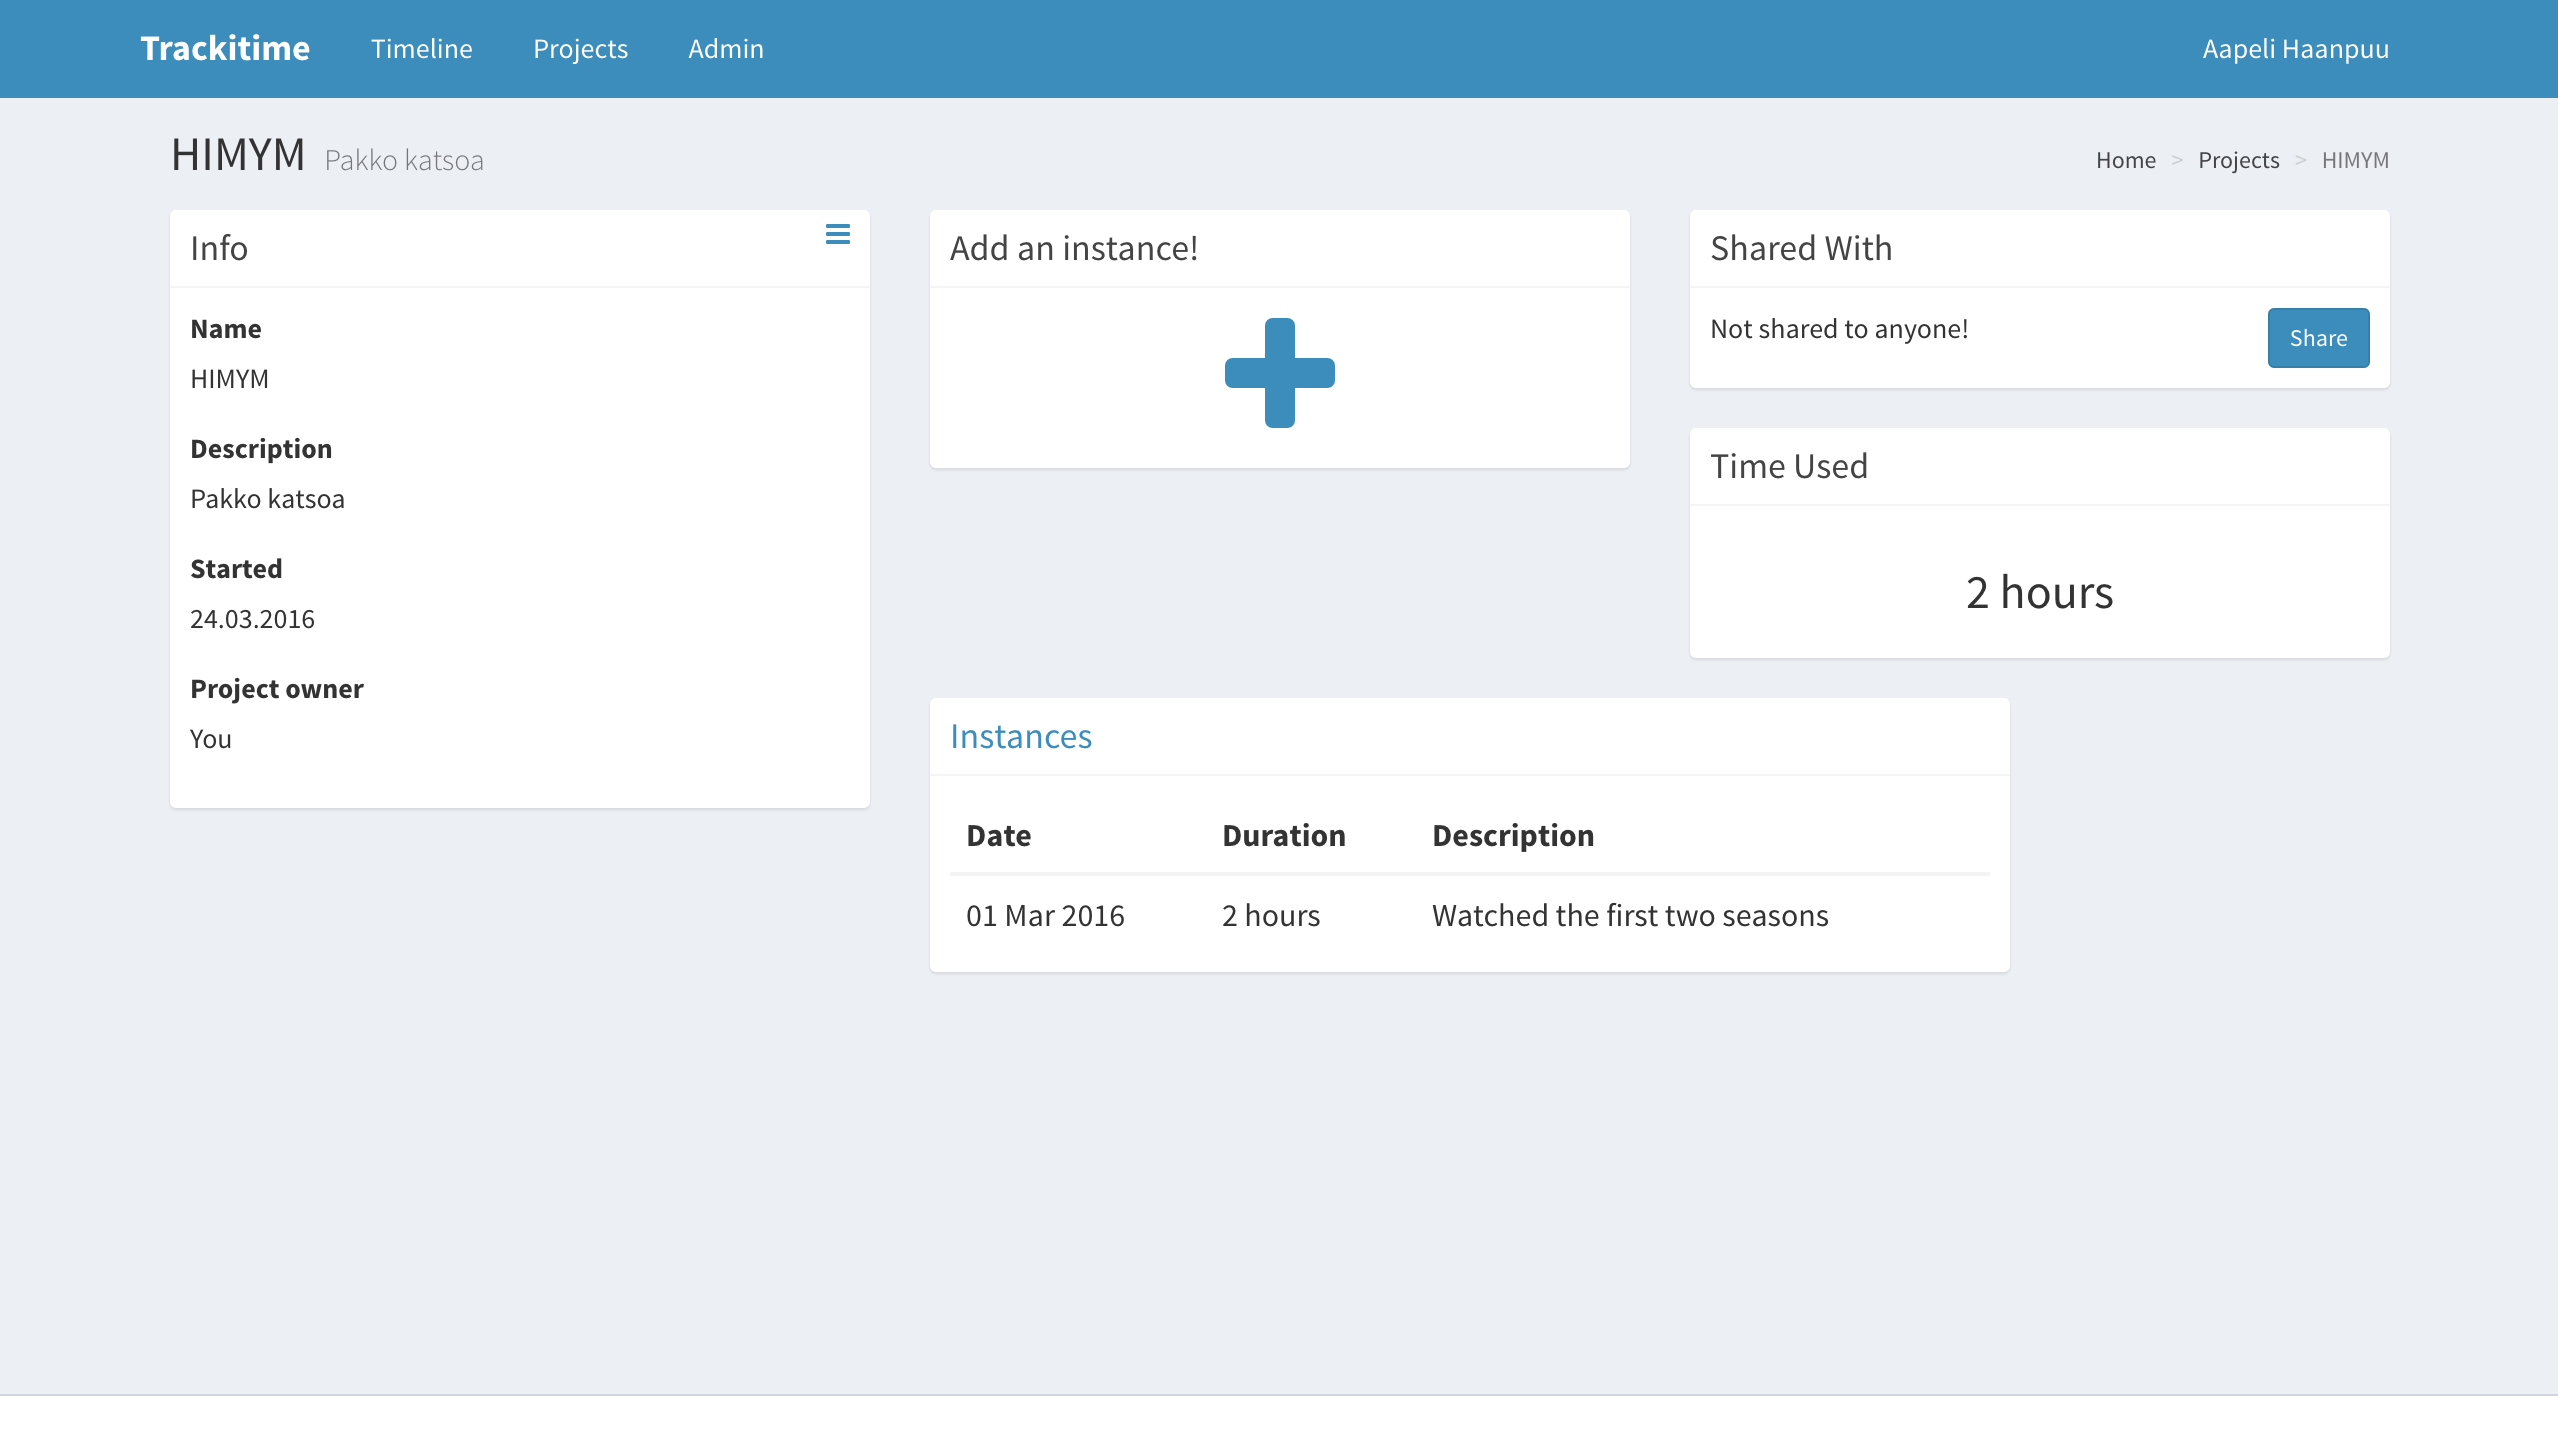 Trackitime Timeline Projects Admin Aapeli Haanpuu
HIMYM Pakko katsoa
Home > Projects > HIMYM
Info
Name
HIMYM
Description
Pakko katsoa
Started
24.03.2016
Project owner
You
Add an instance!
Shared With
Not shared to anyone! Share
Time Used
2 hours
Instances
Date Duration Description
01 Mar 2016 2 hours Watched the first two seasons